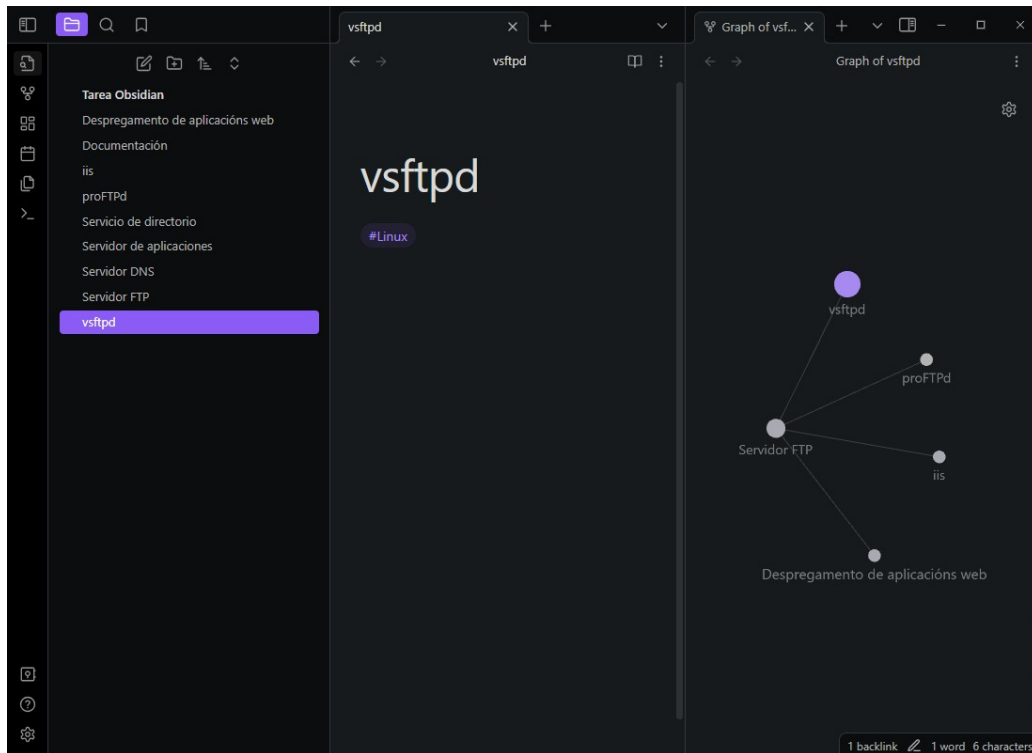 vsftpd
Graph of vsf...
vsftpd
Graph of vsftpd
Tarea Obsidian
Despregamento de aplicacións web
Documentación
iis
proFTPd
Servicio de directorio
Servidor de aplicaciones
Servidor DNS
Servidor FTP
vsftpd
vsftpd
#Linux
vsftpd
proFTPd
Servidor FTP
iis
Despregamento de aplicacións web
1 backlink 1 word 6 characters